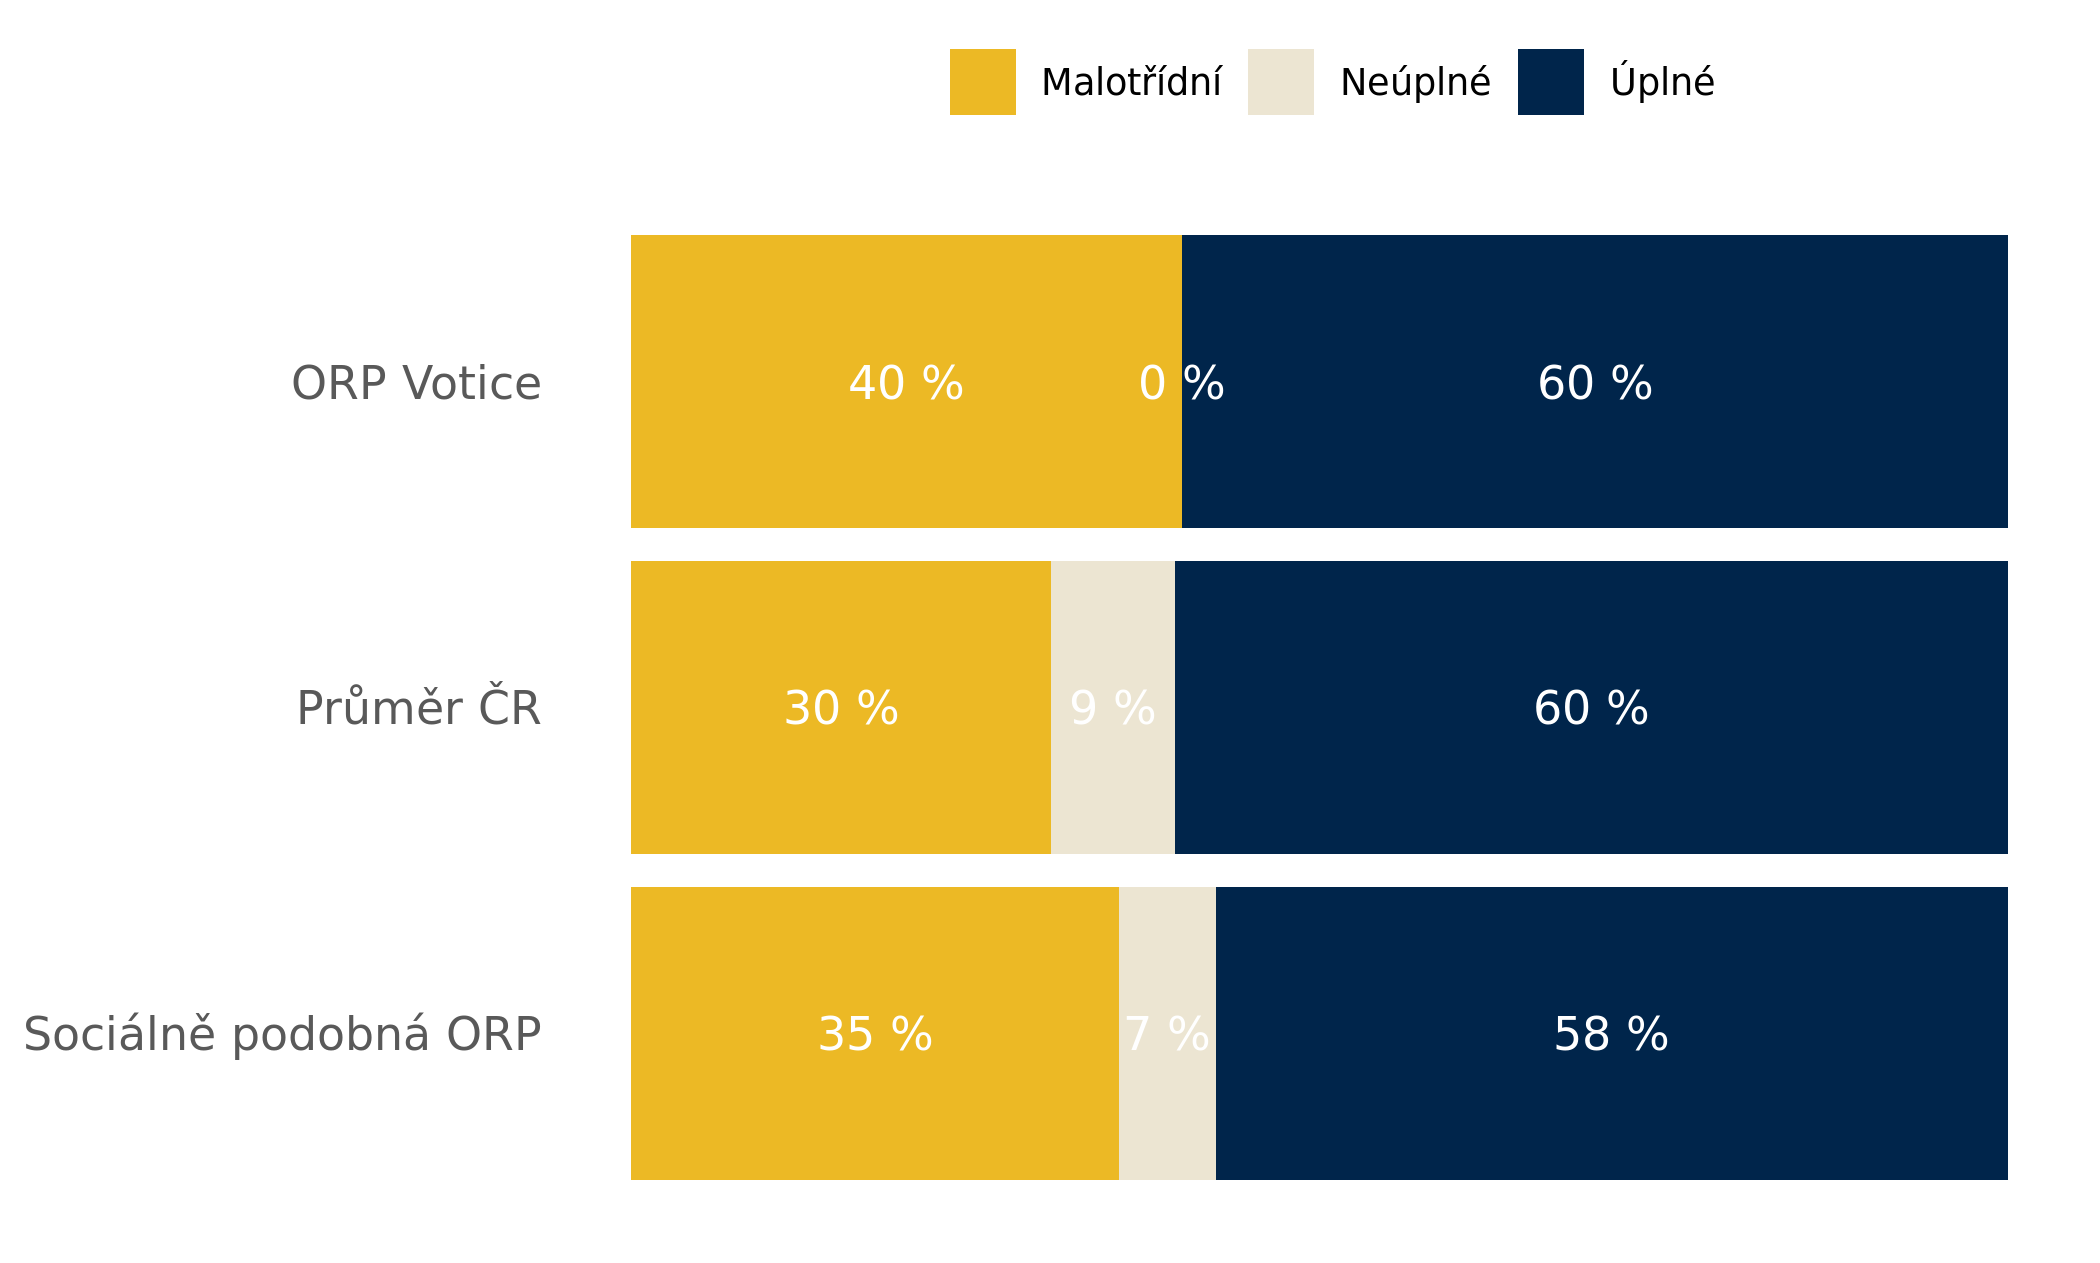 Malotřídní Neúplné Úplné
ORP Votice 40 % 0 % 60 %
Průměr ČR 30 % 9 % 60 %
Sociálně podobná ORP 35 % 7 % 58 %